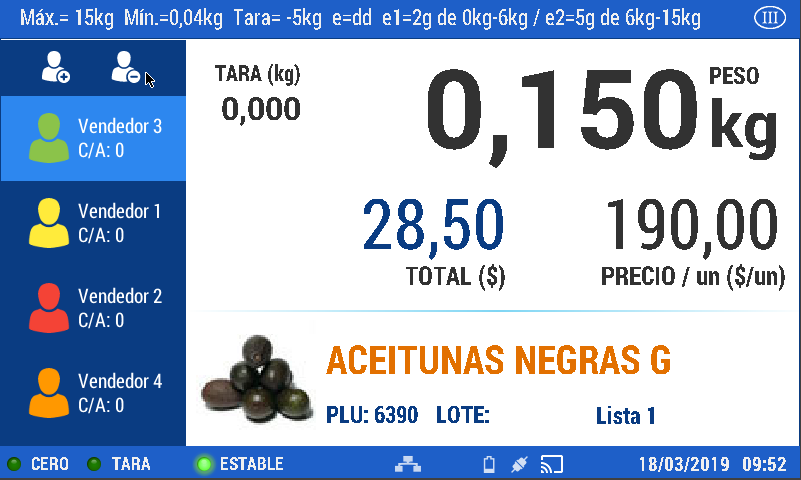 Máx.= 15kg Mín.=0,04kg Tara= -5kg e=dd e1=2g de 0kg-6kg / e2=5g de 6kg-15kg III
Vendedor 3
C/A: 0
Vendedor 1
C/A: 0
Vendedor 2
C/A: 0
Vendedor 4
C/A: 0
TARA (kg)
0,000
PESO
0,150 kg
28,50
TOTAL ($)
190,00
PRECIO / un ($/un)
ACEITUNAS NEGRAS G
PLU: 6390 LOTE: Lista 1
CERO TARA ESTABLE 18/03/2019 09:52